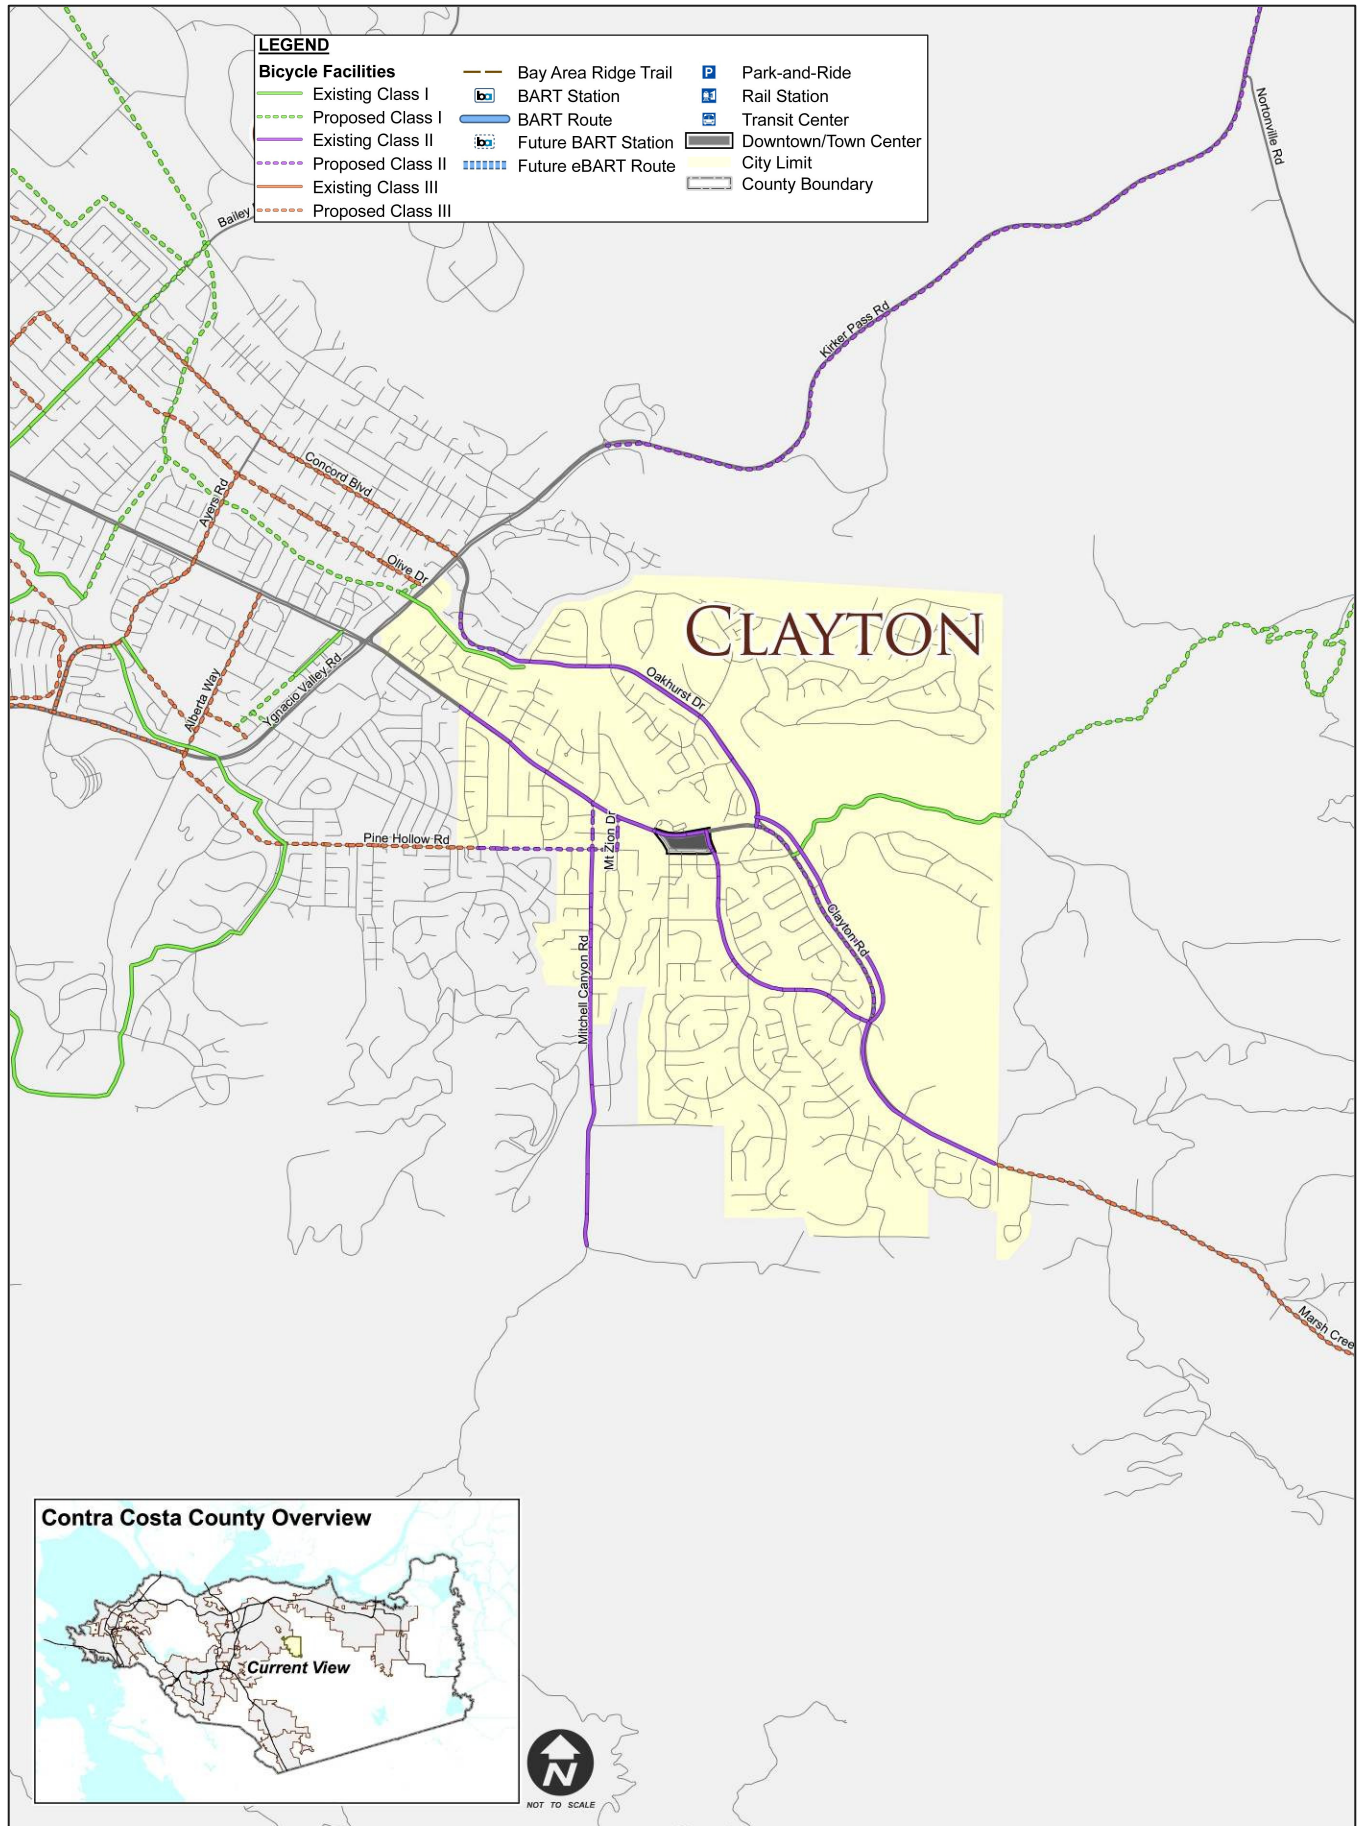 LEGEND
Bicycle Facilities
Existing Class I
Proposed Class I
Existing Class II
Proposed Class II
Existing Class III
Proposed Class III
Bay Area Ridge Trail
BART Station
BART Route
Future BART Station
Future eBART Route
Park-and-Ride
Rail Station
Transit Center
Downtown/Town Center
City Limit
County Boundary
Nortonville Rd
Bailey
Kirker Pass Rd
Concord Blvd
Ayers Rd
Olive Dr
CLAYTON
Oakhurst Dr
Alberta Way
Ygnacio Valley Rd
Pine Hollow Rd
Mt Zion Dr
Clayton Rd
Mitchell Canyon Rd
Marsh Cree
Contra Costa County Overview
Current View
N
NOT TO SCALE